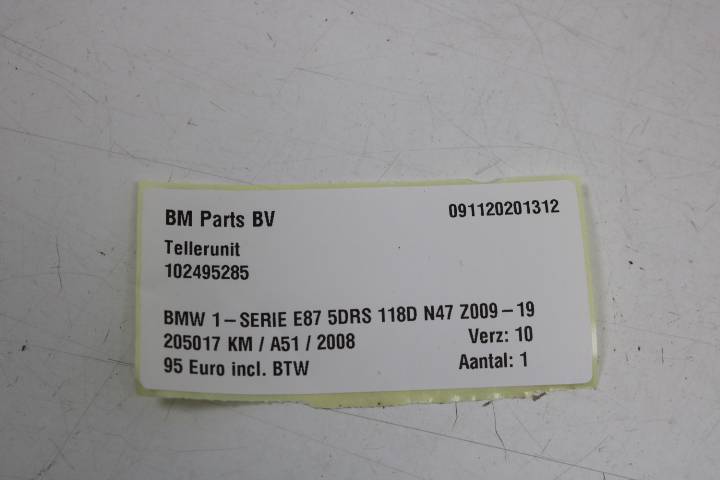 BM Parts BV 091120201312
Tellerunit
102495285
BMW 1-SERIE E87 5DRS 118D N47 Z009-19
205017 KM / A51 / 2008 Verz: 10
95 Euro incl. BTW Aantal: 1